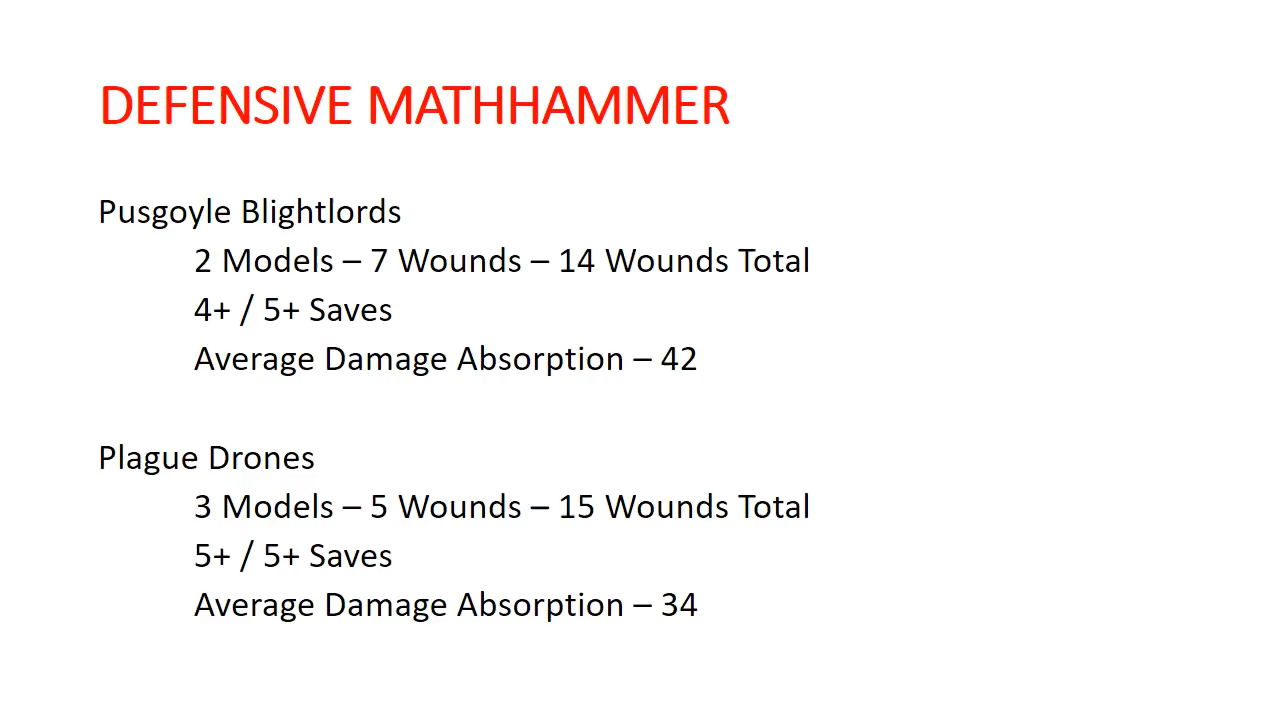 DEFENSIVE MATHHAMMER
Pusgoyle Blightlords
2 Models – 7 Wounds – 14 Wounds Total
4+ / 5+ Saves
Average Damage Absorption – 42
Plague Drones
3 Models – 5 Wounds – 15 Wounds Total
5+ / 5+ Saves
Average Damage Absorption – 34